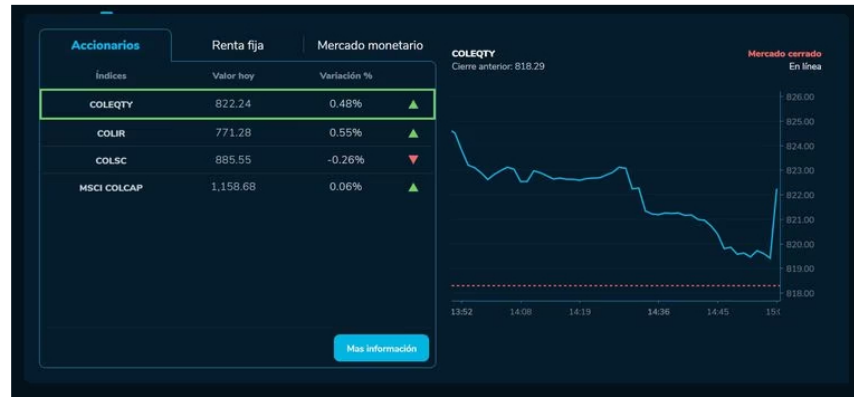 Accionarios Renta fija Mercado monetario
Índices Valor hoy Variación %
COLEQTY 822.24 0.48%
COLIR 771.28 0.55%
COLSC 885.55 -0.26%
MSCI COLCAP 1,158.68 0.06%
Mas información
COLEQTY Mercado cerrado
Cierre anterior: 818.29 En línea
826.00
825.00
824.00
823.00
822.00
821.00
820.00
819.00
818.00
13:52 14:08 14:19 14:36 14:45